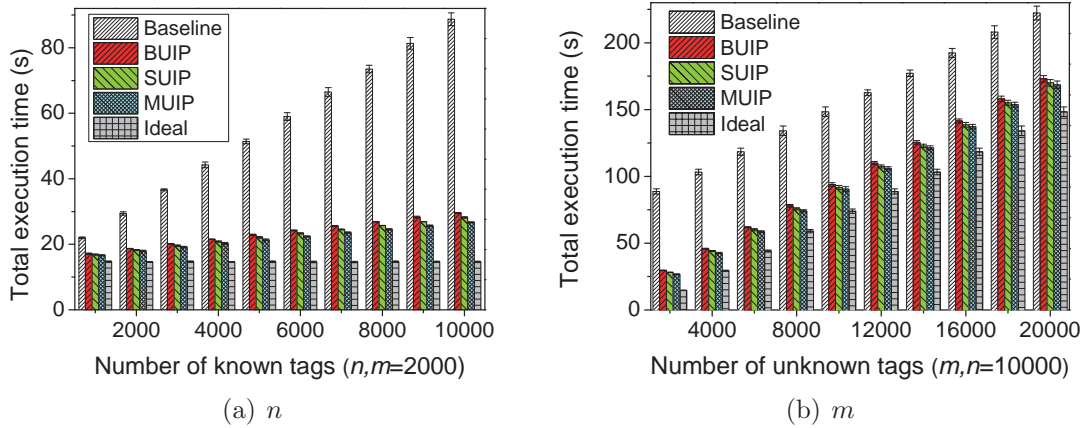 Total execution time (s)
80
60
40
20
0
Baseline
BUIP
SUIP
MUIP
Ideal
2000 4000 6000 8000 10000
Number of known tags (n,m=2000)
(a) n
Total execution time (s)
200
150
100
50
0
Baseline
BUIP
SUIP
MUIP
Ideal
4000 8000 12000 16000 20000
Number of unknown tags (m,n=10000)
(b) m